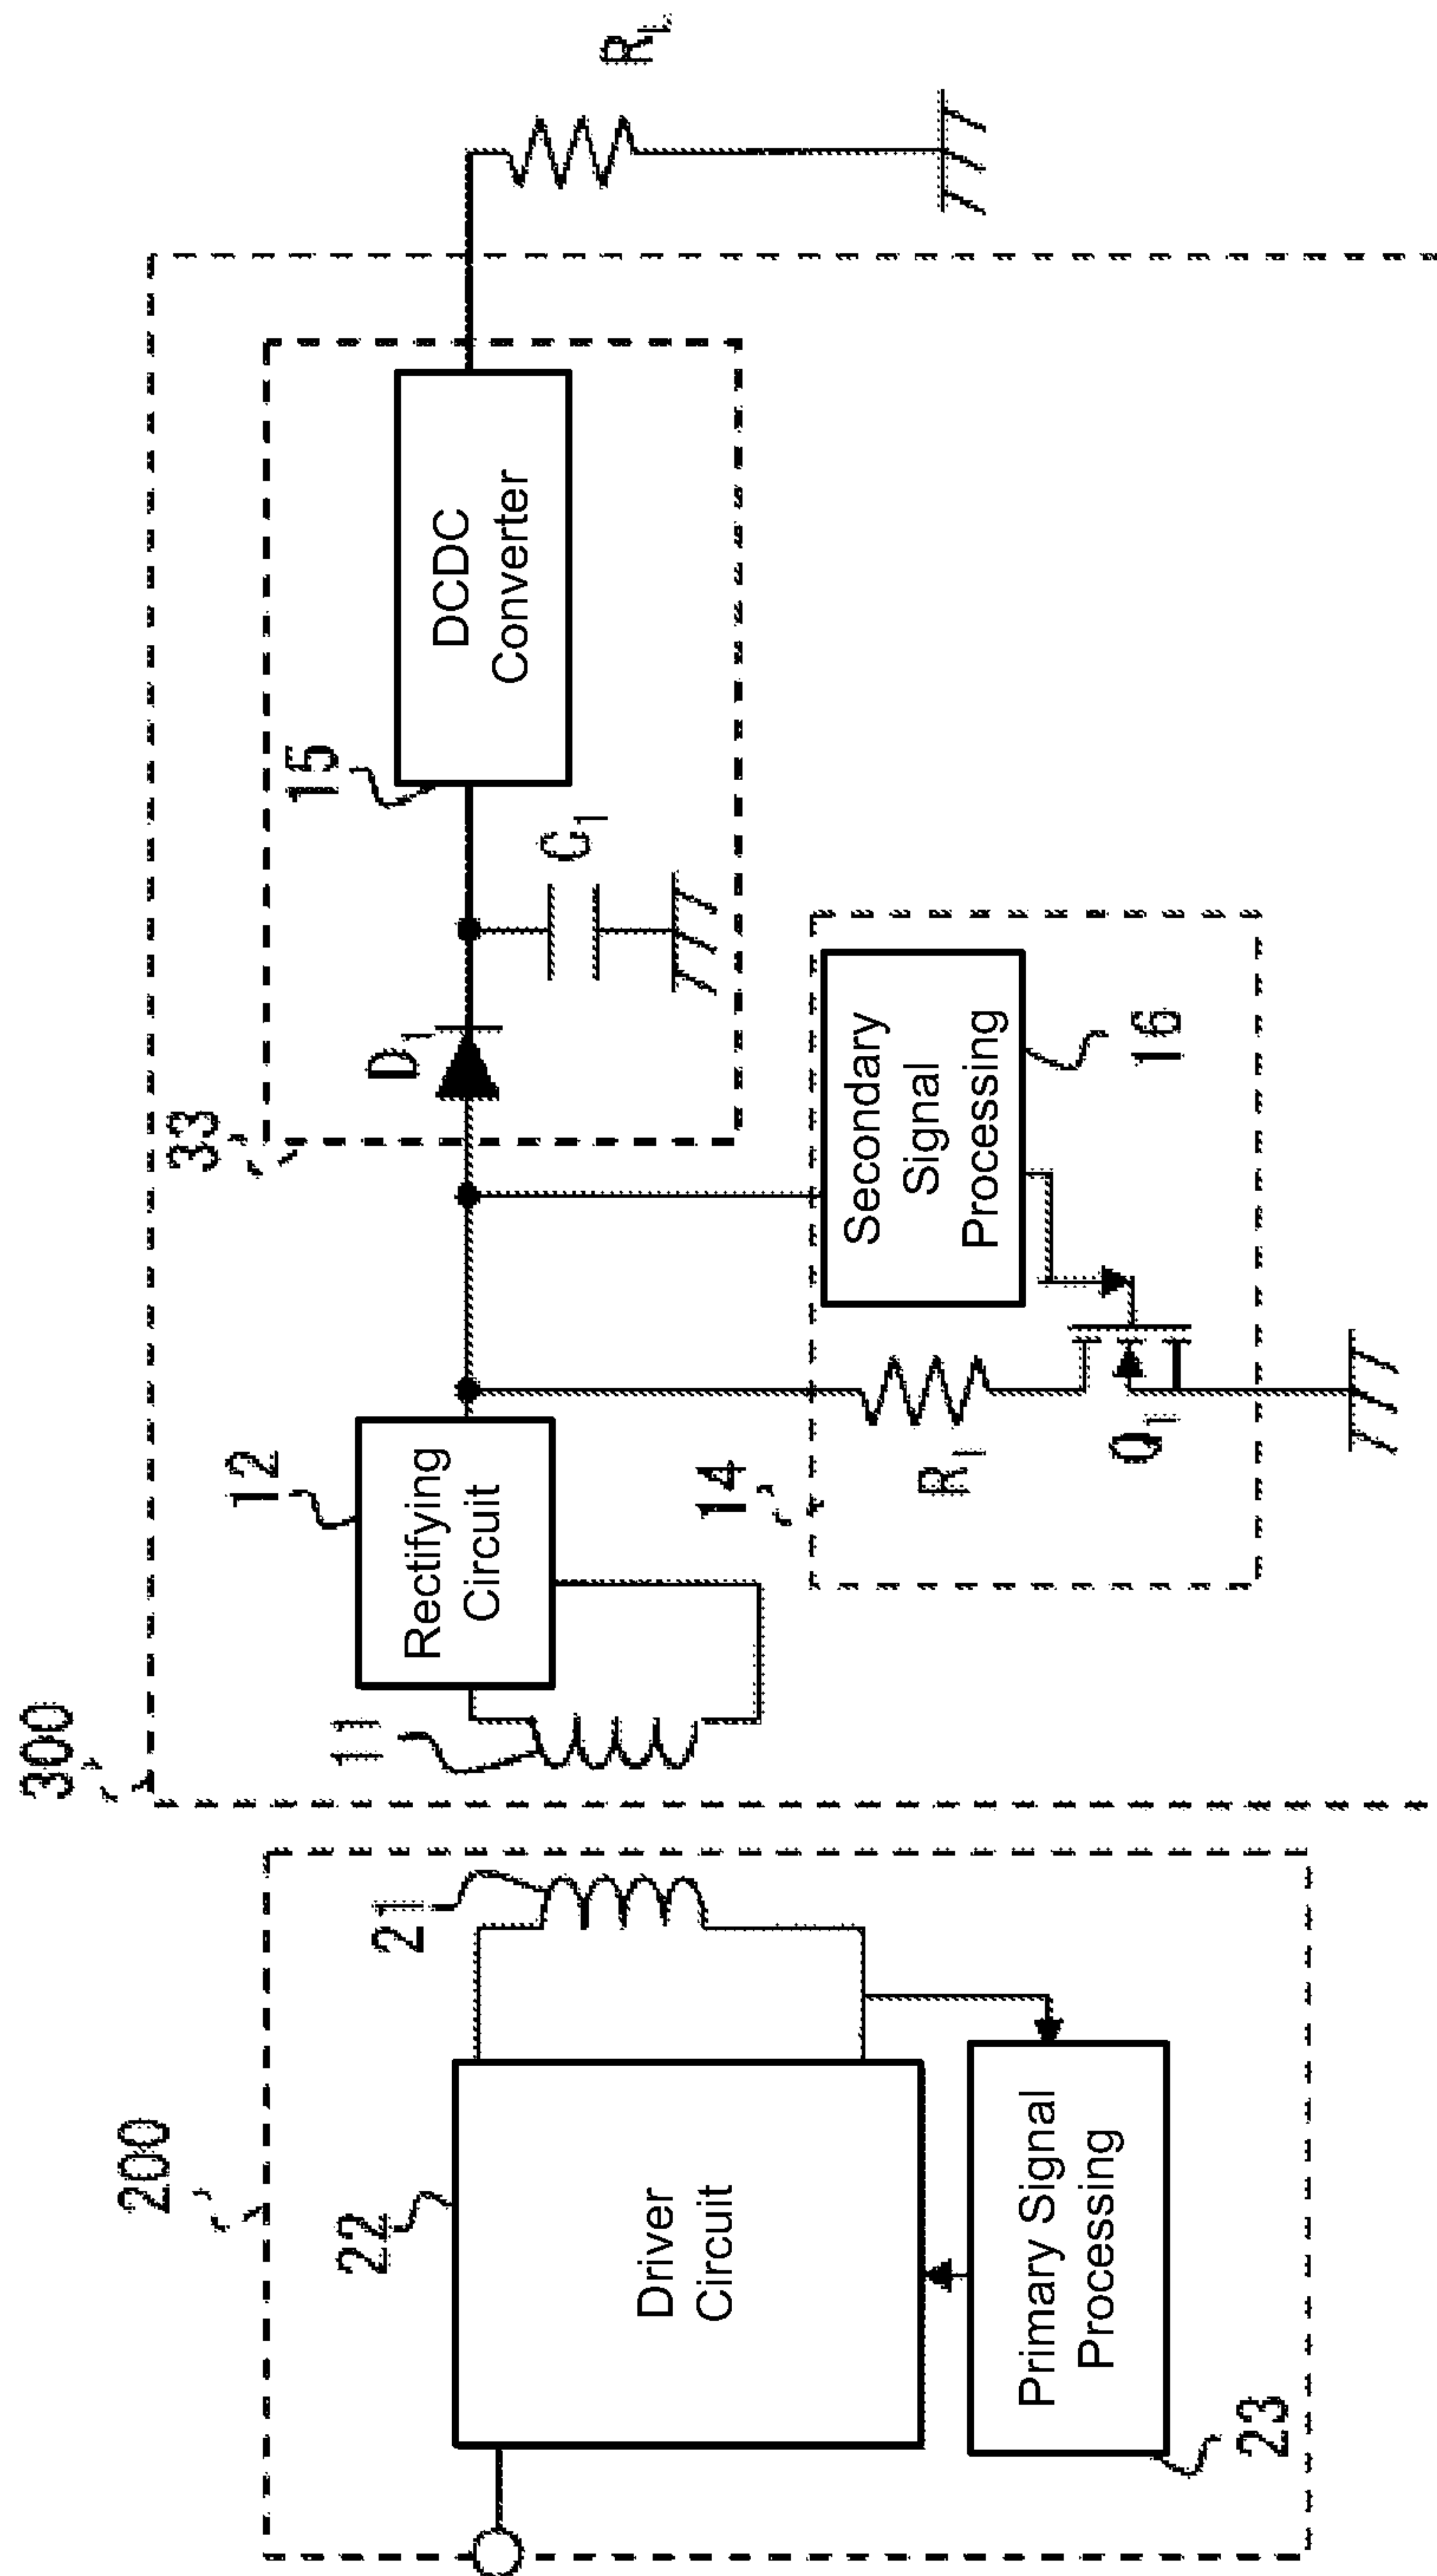 200
22
Driver
Circuit
21
Primary Signal
Processing
23
300
11
12
Rectifying
Circuit
33
D1
C1
15
DCDC
Converter
RL
14
R1
Q1
Secondary
Signal
Processing
16